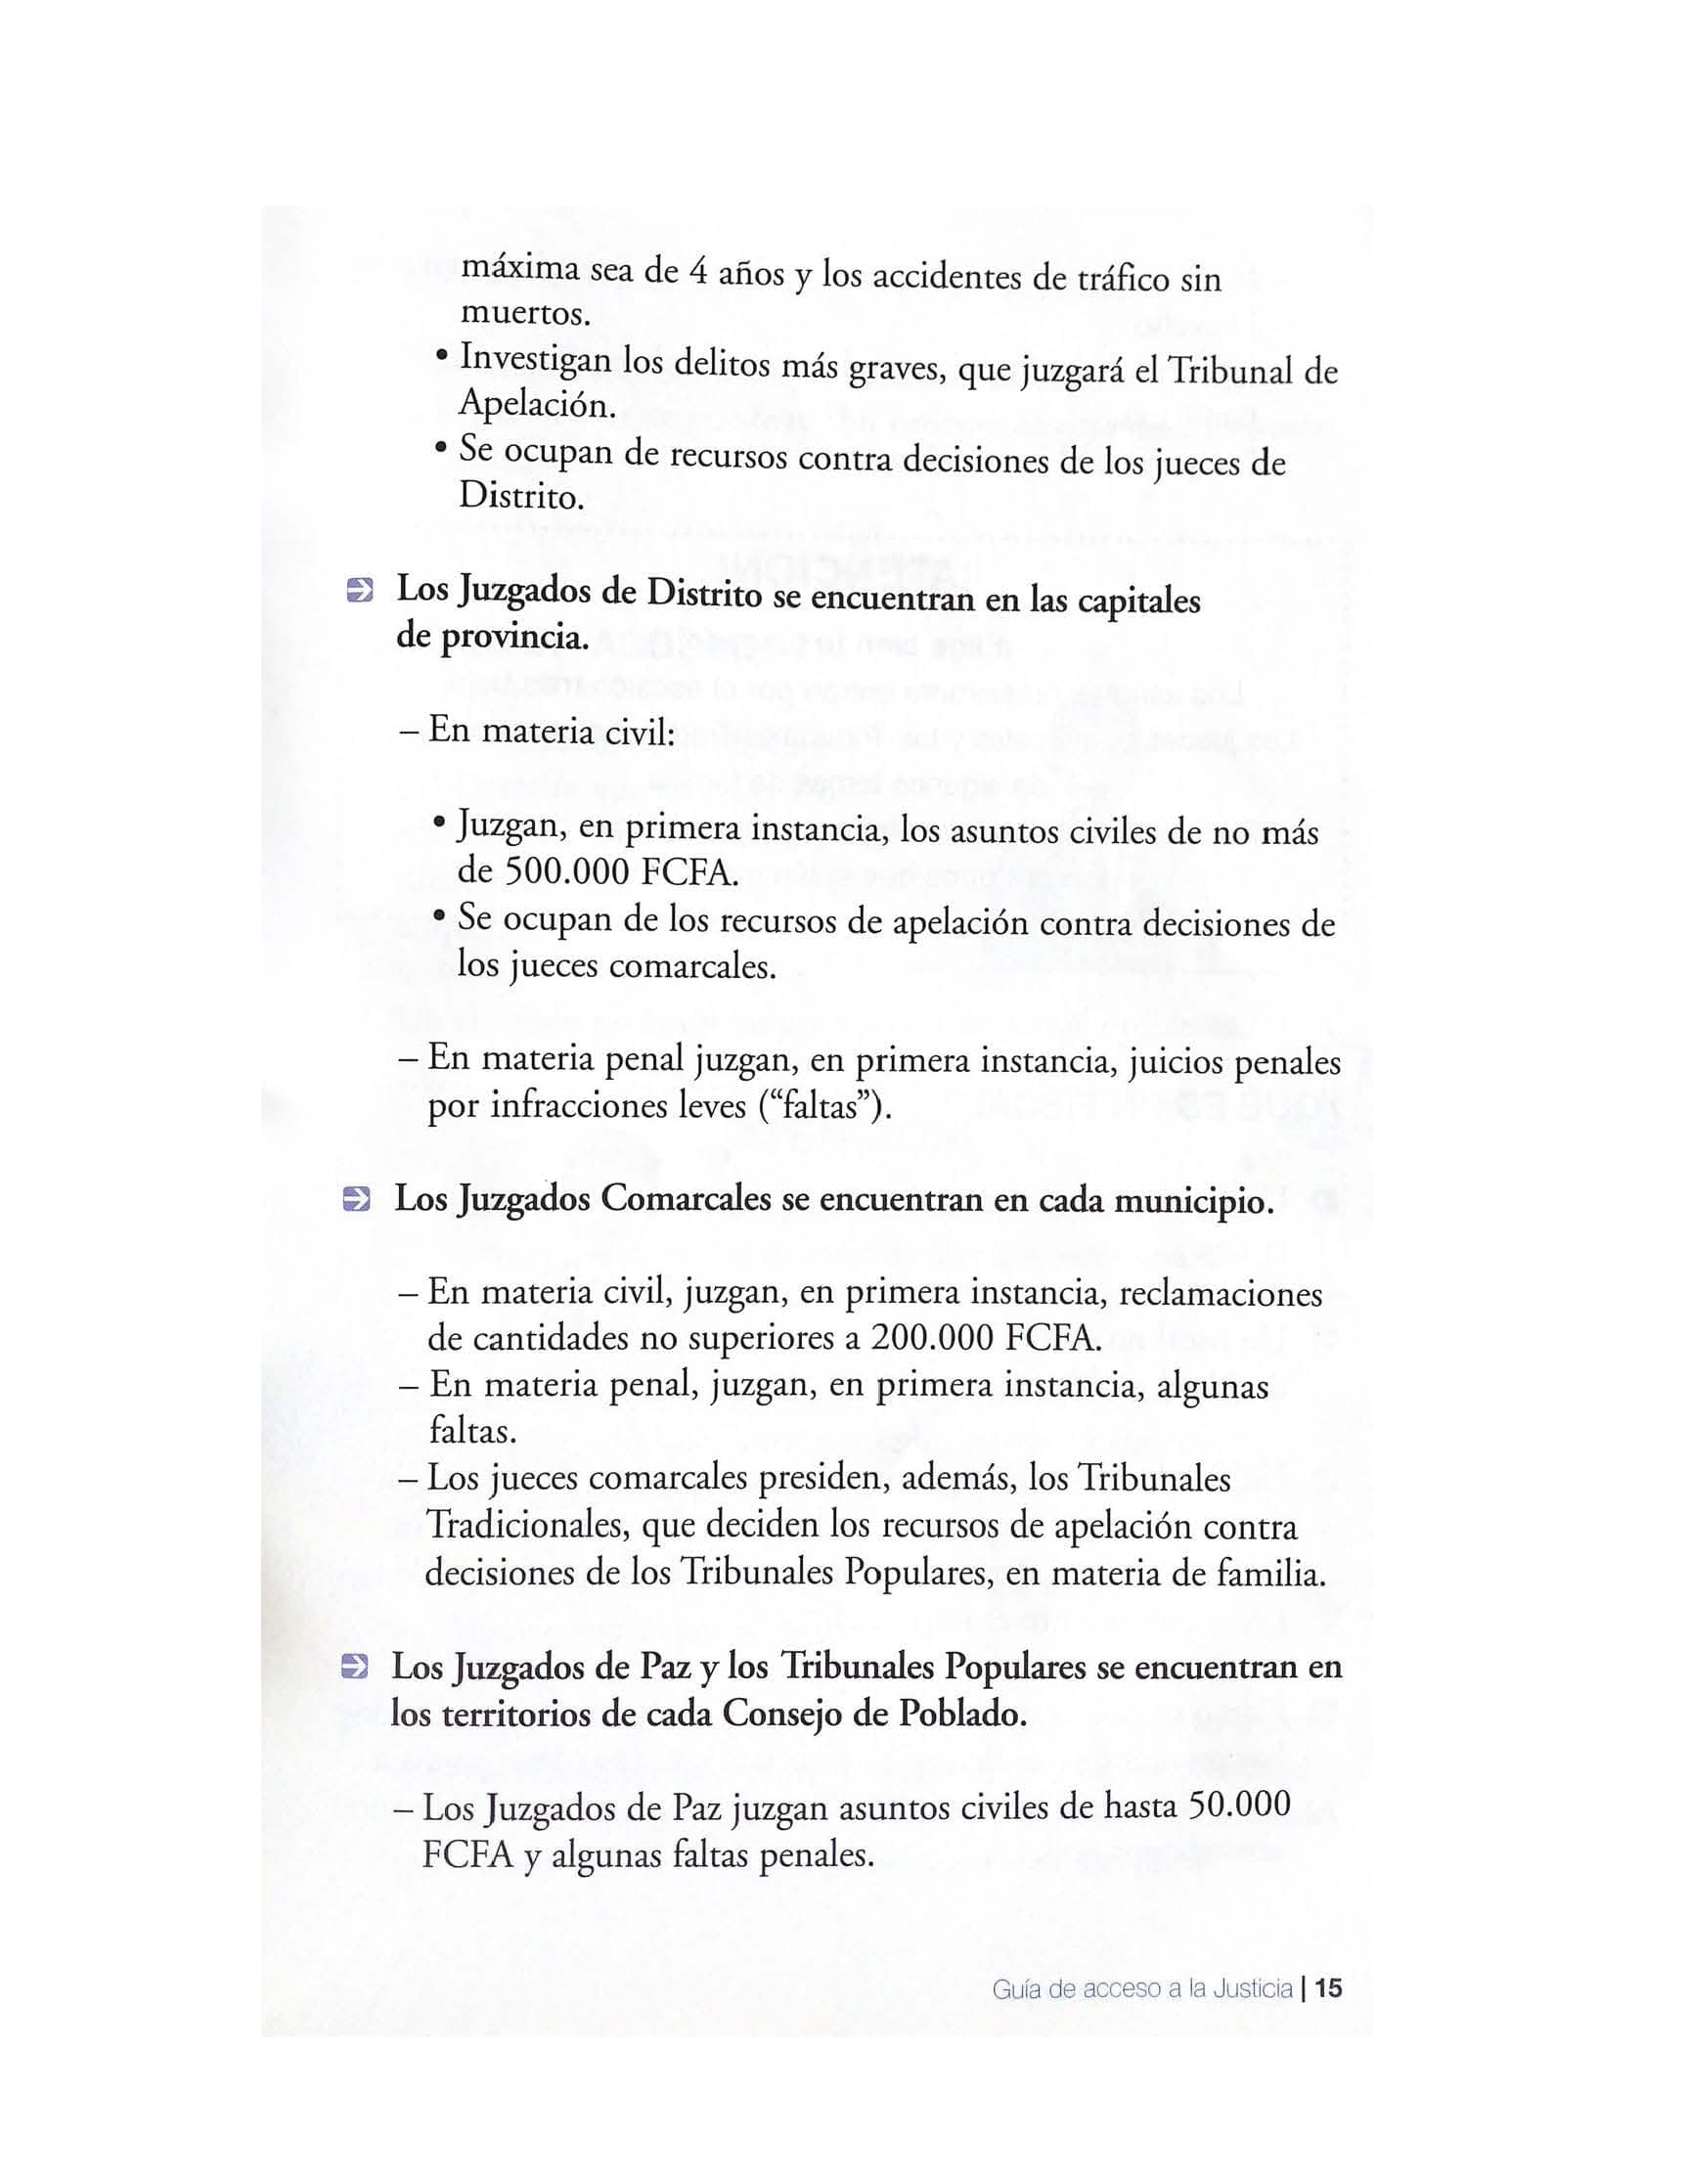 máxima sea de 4 años y los accidentes de tráfico sin
muertos.
• Investigan los delitos más graves, que juzgará el Tribunal de
Apelación.
• Se ocupan de recursos contra decisiones de los jueces de
Distrito.
Los Juzgados de Distrito se encuentran en las capitales
de provincia.
– En materia civil:
• Juzgan, en primera instancia, los asuntos civiles de no más
de 500.000 FCFA.
• Se ocupan de los recursos de apelación contra decisiones de
los jueces comarcales.
– En materia penal juzgan, en primera instancia, juicios penales
por infracciones leves (“faltas”).
Los Juzgados Comarcales se encuentran en cada municipio.
– En materia civil, juzgan, en primera instancia, reclamaciones
de cantidades no superiores a 200.000 FCFA.
– En materia penal, juzgan, en primera instancia, algunas
faltas.
– Los jueces comarcales presiden, además, los Tribunales
Tradicionales, que deciden los recursos de apelación contra
decisiones de los Tribunales Populares, en materia de familia.
Los Juzgados de Paz y los Tribunales Populares se encuentran en
los territorios de cada Consejo de Poblado.
– Los Juzgados de Paz juzgan asuntos civiles de hasta 50.000
FCFA y algunas faltas penales.
Guía de acceso a la Justicia | 15